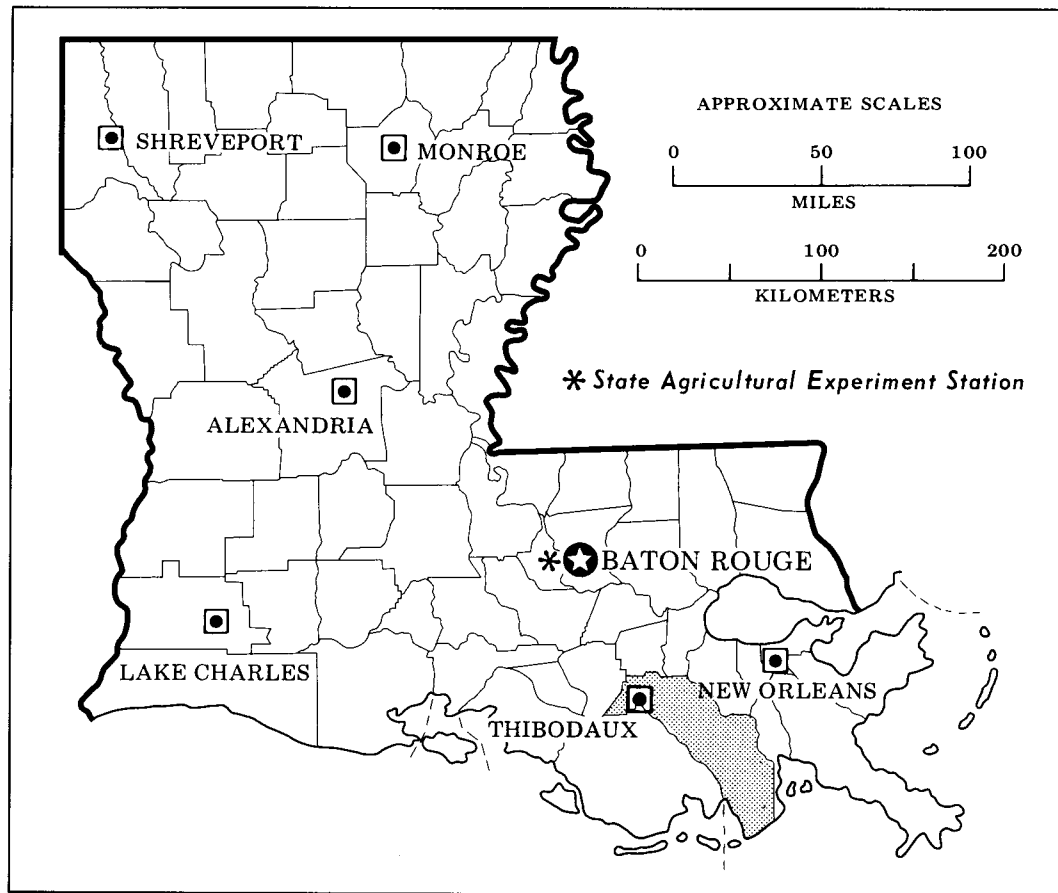 APPROXIMATE SCALES
SHREVEPORT
MONROE
0 50 100
MILES
0 100 200
KILOMETERS
* State Agricultural Experiment Station
ALEXANDRIA
* BATON ROUGE
LAKE CHARLES
NEW ORLEANS
THIBODAUX